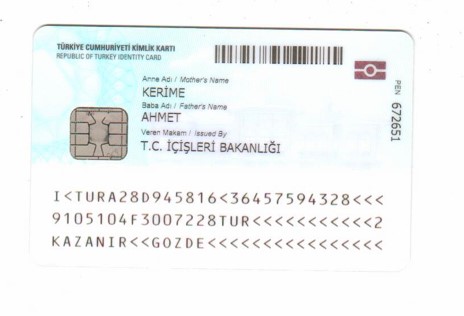 TÜRKİYE CUMHURİYETİ KİMLİK KARTI
REPUBLIC OF TURKEY IDENTITY CARD
Anne Adı / Mother's Name
KERİME
Baba Adı / Father's Name
AHMET
Veren Makam / Issued By
T.C. İÇİŞLERİ BAKANLIĞI
PEN 672651
I<TURA28D945816<36457594328<<<
9105104F3007228TUR<<<<<<<<<<<2
KAZANIR<<GOZDE<<<<<<<<<<<<<<<<